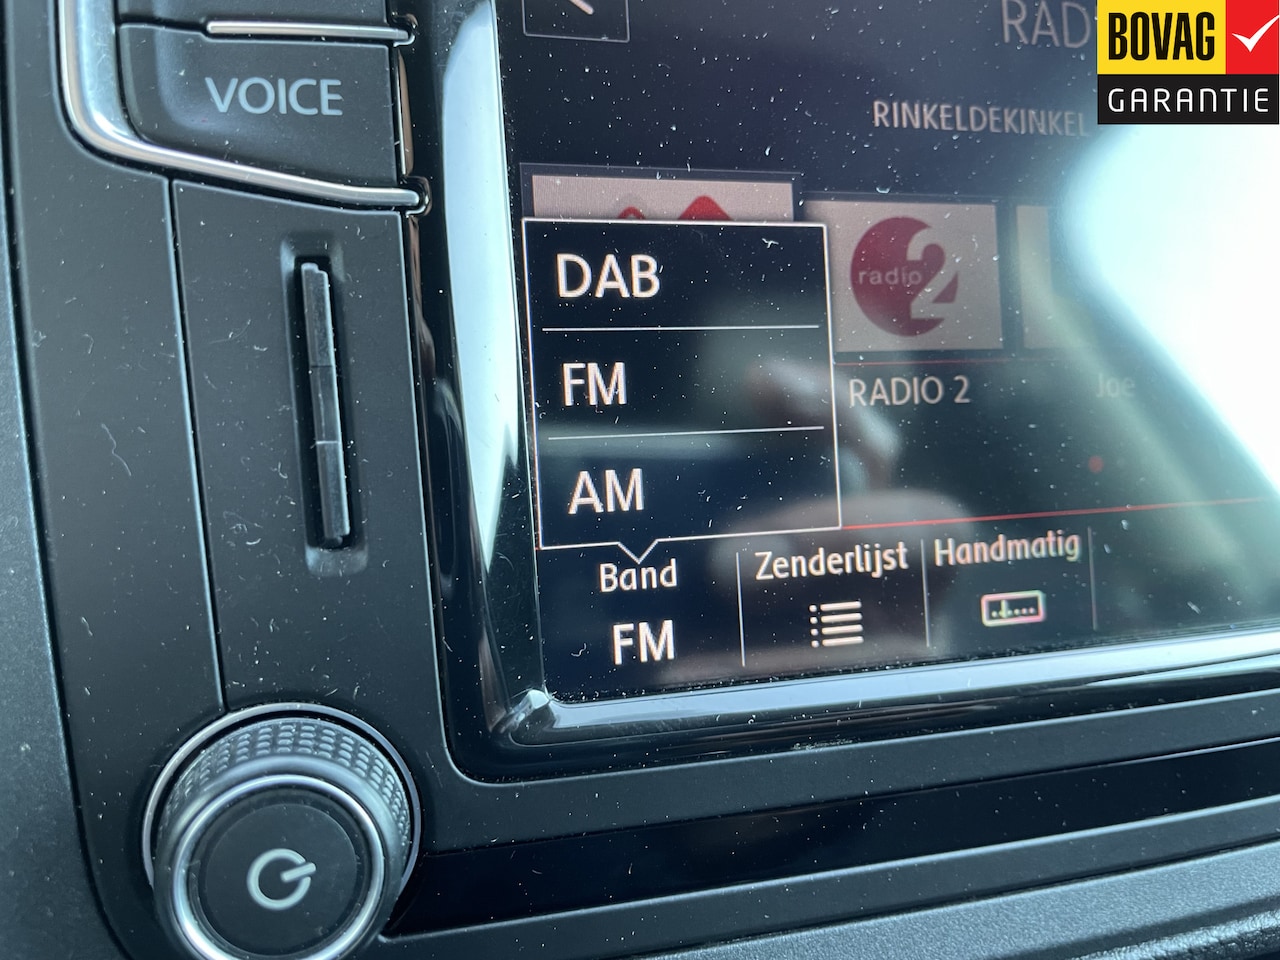 VOICE
RAD
BOVAG
GARANTIE
RINKELDEKINKEL
DAB
FM
AM
radio 2
RADIO 2
Joe
Band
FM
Zenderlijst
Handmatig